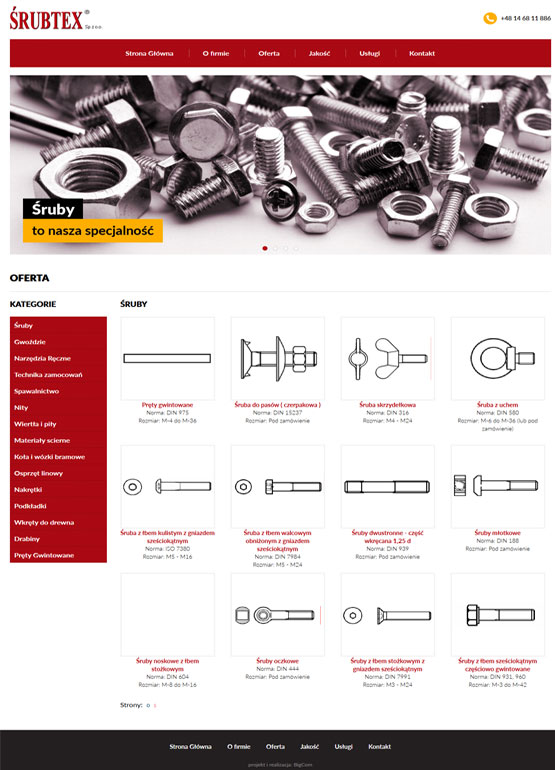 ŚRUBTEX®
Sp z o.o.
+48 14 68 11 886
Strona Główna
O firmie
Oferta
Jakość
Usługi
Kontakt
Śruby
to nasza specjalność
OFERTA
KATEGORIE
Śruby
Gwoździe
Narzędzia Ręczne
Technika zamocowań
Spawalnictwo
Nity
Wiertła i piły
Materiały scierne
Koła i wózki bramowe
Osprzęt linowy
Nakrętki
Podkładki
Wkręty do drewna
Drabiny
Pręty Gwintowane
ŚRUBY
Pręty gwintowane
Norma: DIN 975
Rozmiar: M-4 do M-36
Śruba do pasów ( czerpakowa )
Norma: DIN 15237
Rozmiar: Pod zamówienie
Śruba skrzydełkowa
Norma: DIN 316
Rozmiar: M4 - M24
Śruba z uchem
Norma: DIN 580
Rozmiar: M-6 do M-36 (lub pod
zamówienie)
Śruba z łbem kulistym z gniazdem
sześciokątnym
Norma: ISO 7380
Rozmiar: M5 - M16
Śruba z łbem walcowym
obniżonym z gniazdem
sześciokątnym
Norma: DIN 7984
Rozmiar: M5 - M24
Śruby dwustronne - część
wkręcana 1,25 d
Norma: DIN 939
Rozmiar: Pod zamówienie
Śruby młotkowe
Norma: DIN 188
Rozmiar: Pod zamówienie
Śruby noskowe z łbem
stożkowym
Norma: DIN 604
Rozmiar: M-8 do M-16
Śruby oczkowe
Norma: DIN 444
Rozmiar: Pod zamówienie
Śruby z łbem stożkowym z
gniazdem sześciokątnym
Norma: DIN 7991
Rozmiar: M3 - M24
Śruby z łbem sześciokątnym
częściowo gwintowane
Norma: DIN 931, 960
Rozmiar: M-3 do M-42
Strony: 0 1
Strona Główna
O firmie
Oferta
Jakość
Usługi
Kontakt
projekt i realizacja: BigCom